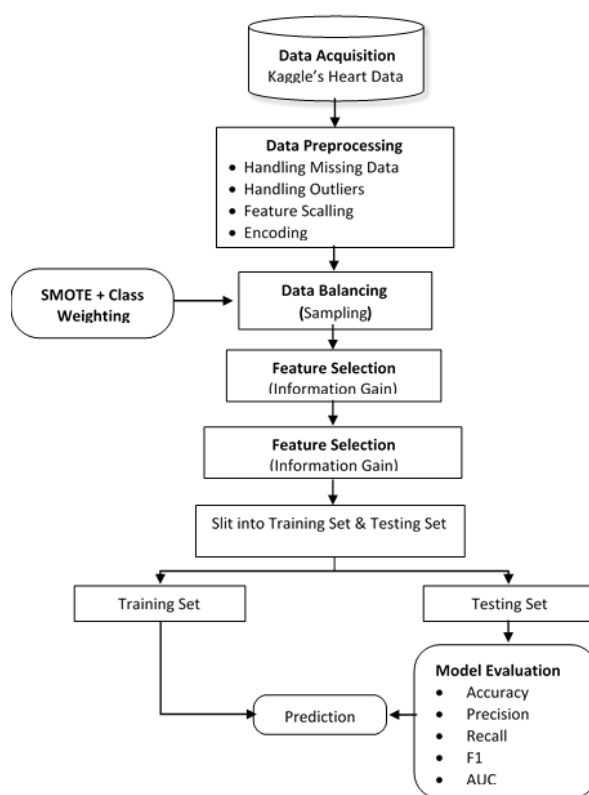 Data Acquisition
Kaggle's Heart Data
Data Preprocessing
• Handling Missing Data
• Handling Outliers
• Feature Scalling
• Encoding
SMOTE + Class
Weighting
Data Balancing
(Sampling)
Feature Selection
(Information Gain)
Feature Selection
(Information Gain)
Slit into Training Set & Testing Set
Training Set
Testing Set
Model Evaluation
• Accuracy
• Precision
• Recall
• F1
• AUC
Prediction